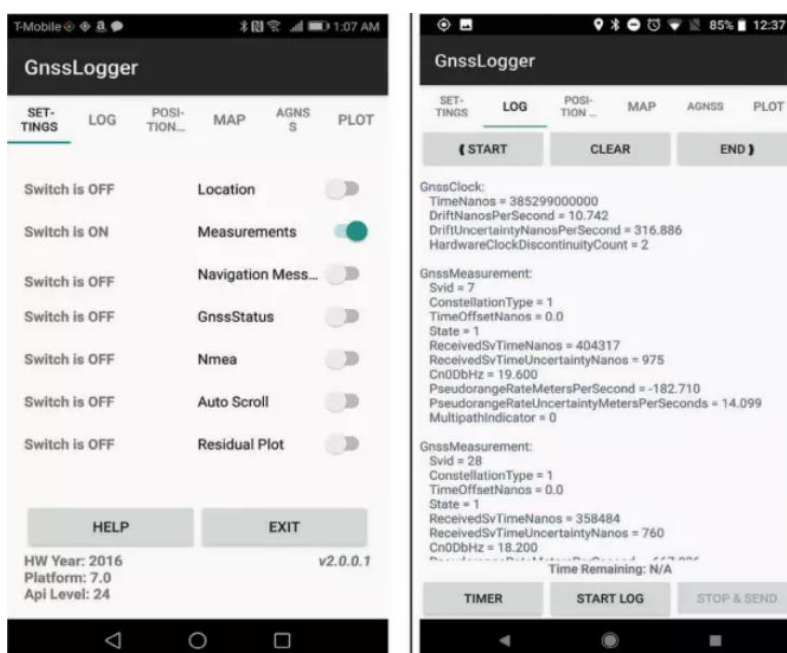 T-Mobile 1:07 AM
GnssLogger
SET-
TINGS LOG POSI-
TION... MAP AGNS
S PLOT
Switch is OFF Location
Switch is ON Measurements
Switch is OFF Navigation Mess...
Switch is OFF GnssStatus
Switch is OFF Nmea
Switch is OFF Auto Scroll
Switch is OFF Residual Plot
HELP EXIT
HW Year: 2016 v2.0.0.1
Platform: 7.0
Api Level: 24
85% 12:37
GnssLogger
SET-
TINGS LOG POSI-
TION ... MAP AGNSS PLOT
⟪ START CLEAR END ⟫
GnssClock:
TimeNanos = 385299000000
DriftNanosPerSecond = 10.742
DriftUncertaintyNanosPerSecond = 316.886
HardwareClockDiscontinuityCount = 2
GnssMeasurement:
Svid = 7
ConstellationType = 1
TimeOffsetNanos = 0.0
State = 1
ReceivedSvTimeNanos = 404317
ReceivedSvTimeUncertaintyNanos = 975
Cn0DbHz = 19.600
PseudorangeRateMetersPerSecond = -182.710
PseudorangeRateUncertaintyMetersPerSeconds = 14.099
MultipathIndicator = 0
GnssMeasurement:
Svid = 28
ConstellationType = 1
TimeOffsetNanos = 0.0
State = 1
ReceivedSvTimeNanos = 358484
ReceivedSvTimeUncertaintyNanos = 760
Cn0DbHz = 18.200
Time Remaining: N/A
TIMER START LOG STOP & SEND